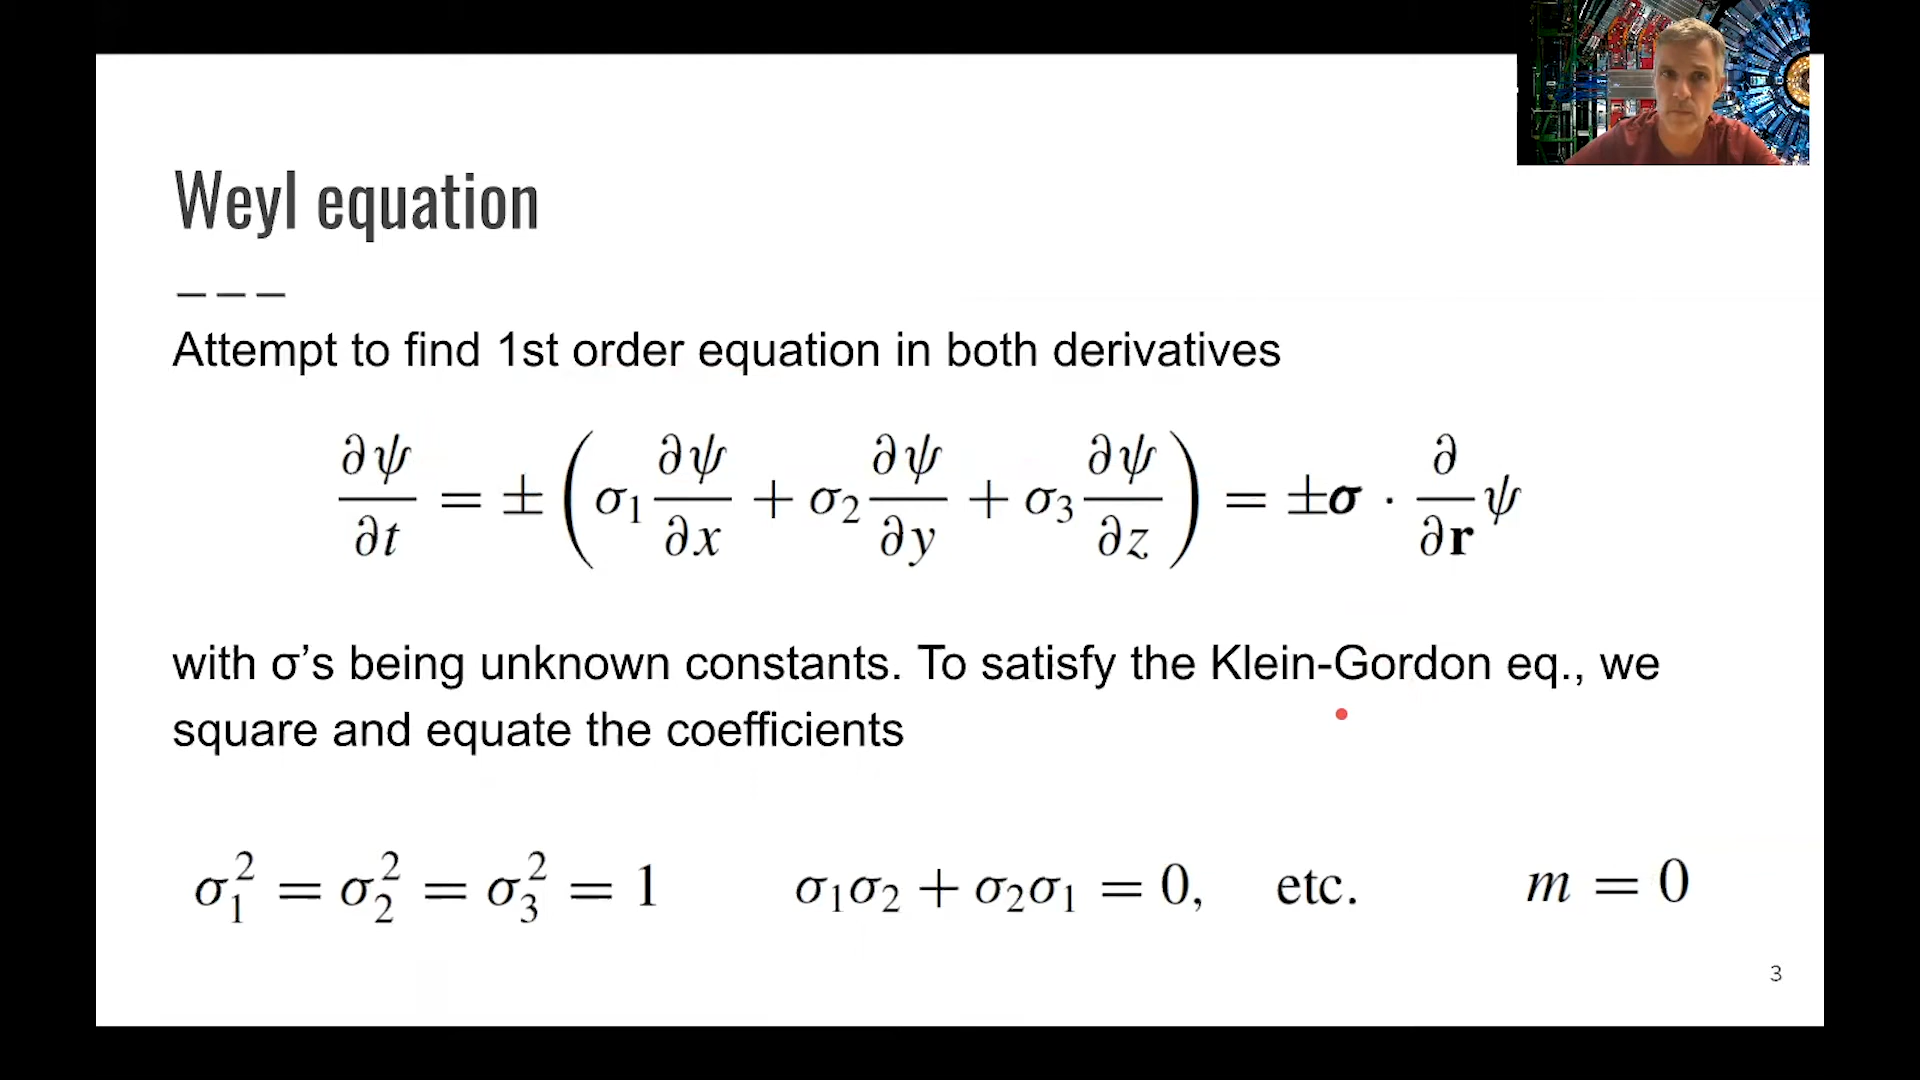 Weyl equation
Attempt to find 1st order equation in both derivatives
∂ψ/∂t = ± (σ₁ ∂ψ/∂x + σ₂ ∂ψ/∂y + σ₃ ∂ψ/∂z) = ±𝛔 · ∂/∂𝐫 ψ
with σ’s being unknown constants. To satisfy the Klein-Gordon eq., we
square and equate the coefficients
σ₁² = σ₂² = σ₃² = 1 σ₁σ₂ + σ₂σ₁ = 0, etc. m = 0
3